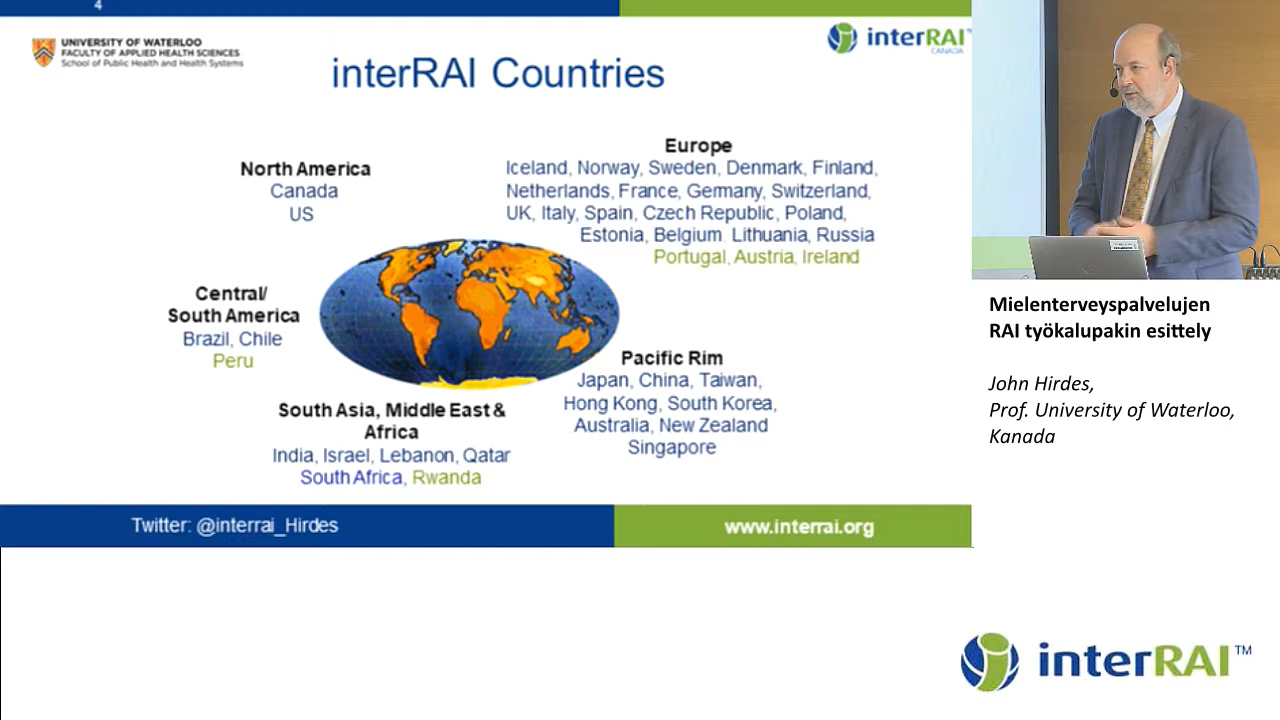 4
UNIVERSITY OF WATERLOO
FACULTY OF APPLIED HEALTH SCIENCES
School of Public Health and Health Systems
interRAI
CANADA
interRAI Countries
North America
Canada
US
Europe
Iceland, Norway, Sweden, Denmark, Finland,
Netherlands, France, Germany, Switzerland,
UK, Italy, Spain, Czech Republic, Poland,
Estonia, Belgium, Lithuania, Russia
Portugal, Austria, Ireland
Central/
South America
Brazil, Chile
Peru
Pacific Rim
Japan, China, Taiwan,
Hong Kong, South Korea,
Australia, New Zealand
Singapore
South Asia, Middle East &
Africa
India, Israel, Lebanon, Qatar
South Africa, Rwanda
Twitter: @interrai_Hirdes
www.interrai.org
Mielenterveyspalvelujen
RAI työkalupakin esittely
John Hirdes,
Prof. University of Waterloo,
Kanada
interRAI™